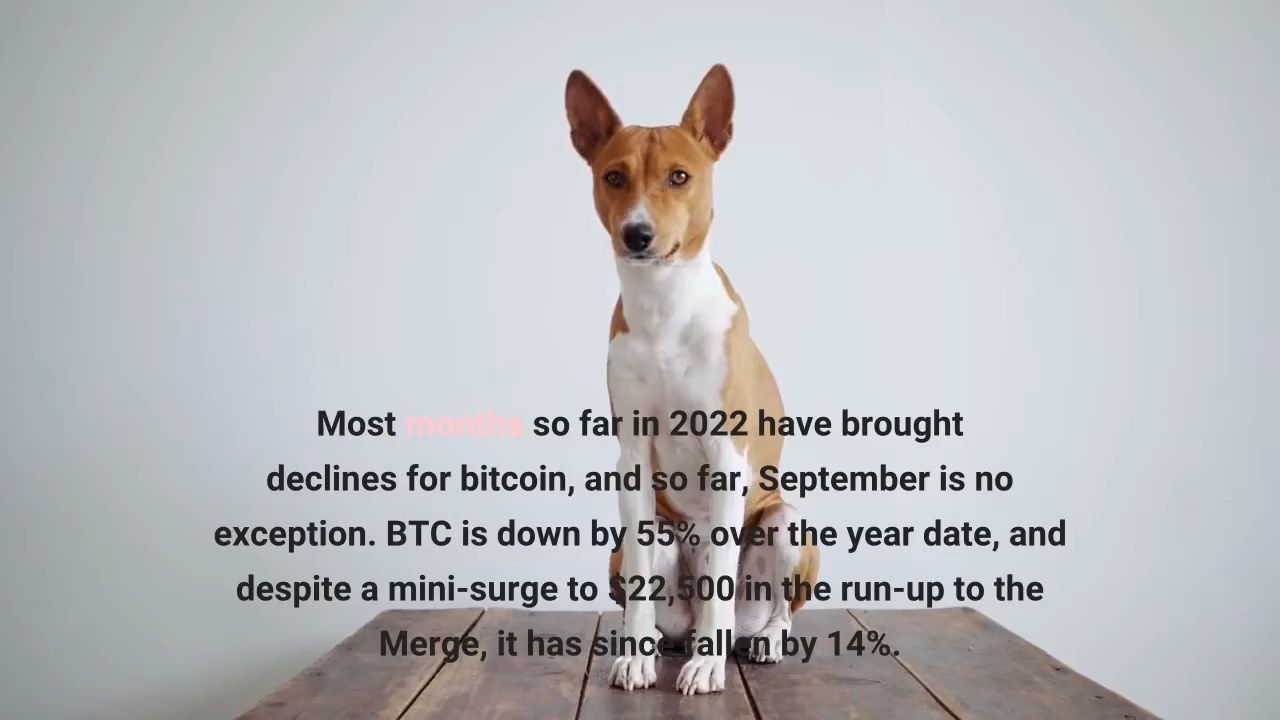 Most months so far in 2022 have brought
declines for bitcoin, and so far, September is no
exception. BTC is down by 55% over the year date, and
despite a mini-surge to $22,500 in the run-up to the
Merge, it has since fallen by 14%.